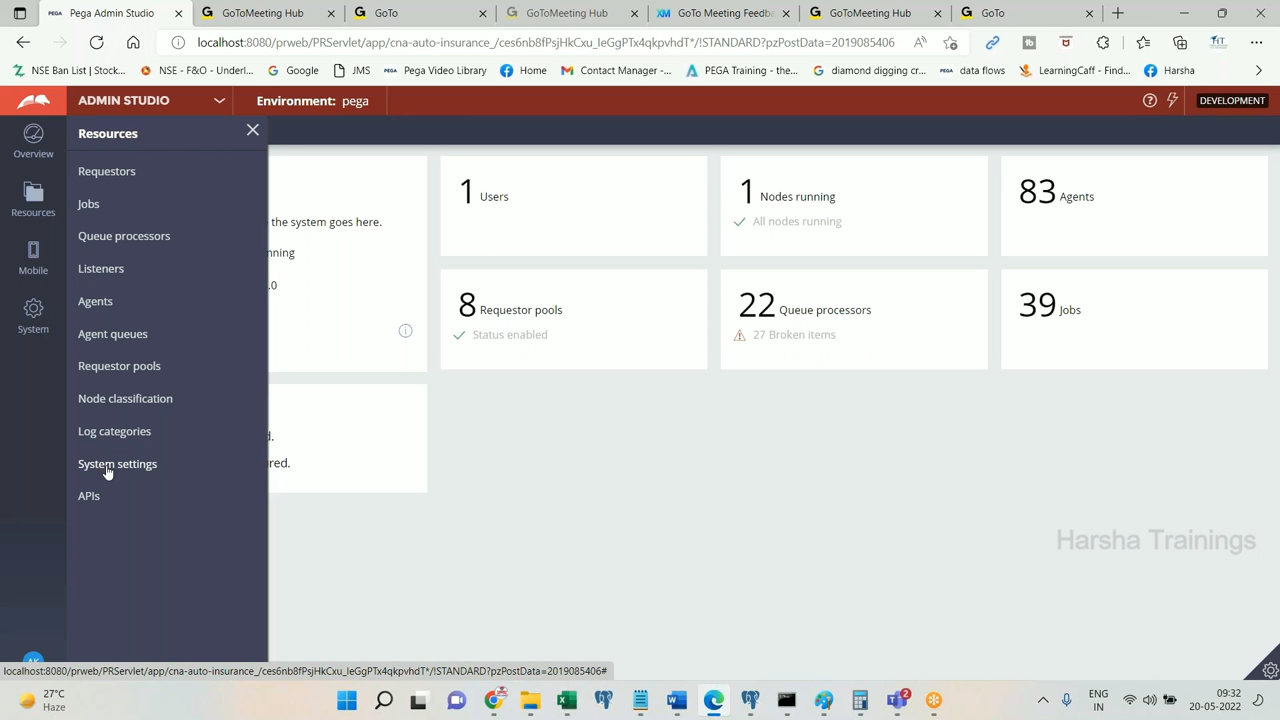 Pega Admin Studio
GoToMeeting Hub
GoTo
GoToMeeting Hub
GoTo Meeting Feedba
GoToMeeting Hub
GoTo
localhost:8080/prweb/PRServlet/app/cna-auto-insurance_/ces6nb8fPsjHkCxu_IeGgPTx4qkpvhdT*/!STANDARD?pzPostData=2019085406
NSE Ban List | Stock...
NSE - F&O - Underl...
Google
JMS
Pega Video Library
Home
Contact Manager -...
PEGA Training - the...
diamond digging cr...
data flows
LearningCaff - Find...
Harsha
ADMIN STUDIO
Environment: pega
DEVELOPMENT
Overview
Resources
Mobile
System
Resources
Requestors
Jobs
Queue processors
Listeners
Agents
Agent queues
Requestor pools
Node classification
Log categories
System settings
APIs
the system goes here.
nning
.0
d.
ired.
1 Users
1 Nodes running
All nodes running
83 Agents
8 Requestor pools
Status enabled
22 Queue processors
27 Broken items
39 Jobs
Harsha Trainings
localhost:8080/prweb/PRServlet/app/cna-auto-insurance_/ces6nb8fPsjHkCxu_IeGgPTx4qkpvhdT*/!STANDARD?pzPostData=2019085406#
27°C
Haze
2
ENG
IN
09:32
20-05-2022